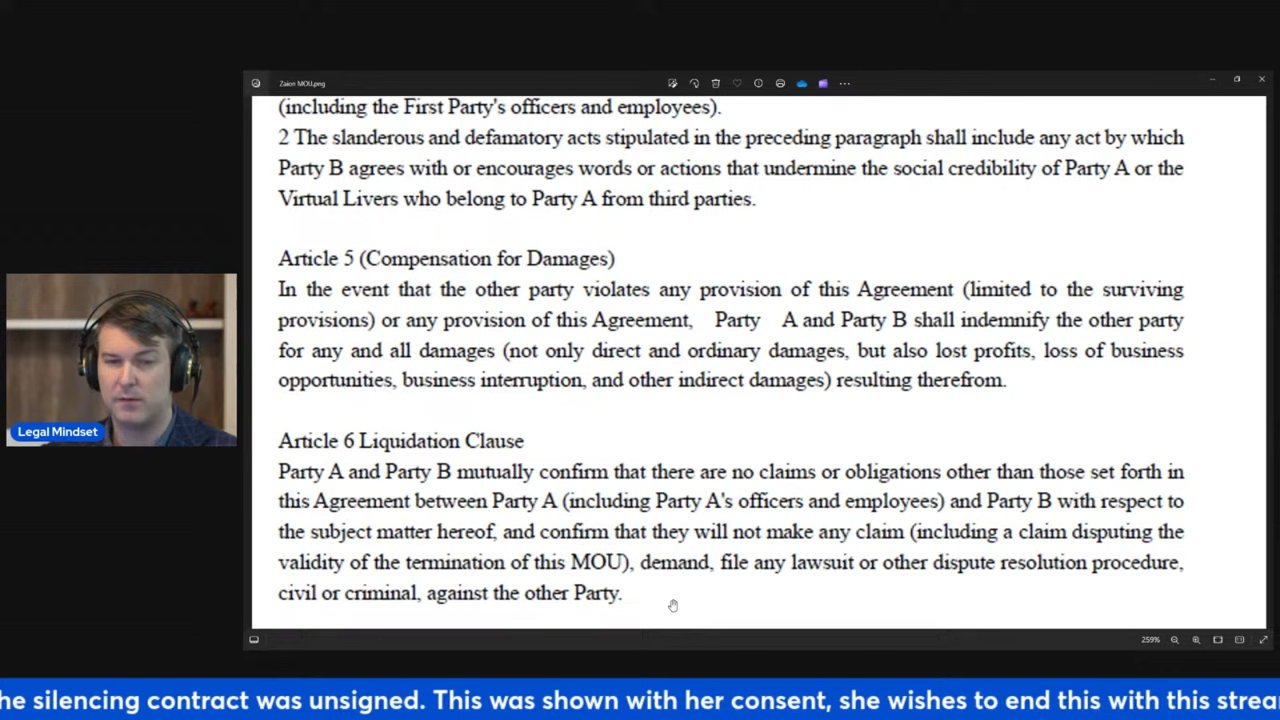 Zaion MOU.png
(including the First Party's officers and employees).
2 The slanderous and defamatory acts stipulated in the preceding paragraph shall include any act by which
Party B agrees with or encourages words or actions that undermine the social credibility of Party A or the
Virtual Livers who belong to Party A from third parties.
Article 5 (Compensation for Damages)
In the event that the other party violates any provision of this Agreement (limited to the surviving
provisions) or any provision of this Agreement, Party A and Party B shall indemnify the other party
for any and all damages (not only direct and ordinary damages, but also lost profits, loss of business
opportunities, business interruption, and other indirect damages) resulting therefrom.
Article 6 Liquidation Clause
Party A and Party B mutually confirm that there are no claims or obligations other than those set forth in
this Agreement between Party A (including Party A's officers and employees) and Party B with respect to
the subject matter hereof, and confirm that they will not make any claim (including a claim disputing the
validity of the termination of this MOU), demand, file any lawsuit or other dispute resolution procedure,
civil or criminal, against the other Party.
Legal Mindset
259%
he silencing contract was unsigned. This was shown with her consent, she wishes to end this with this strea